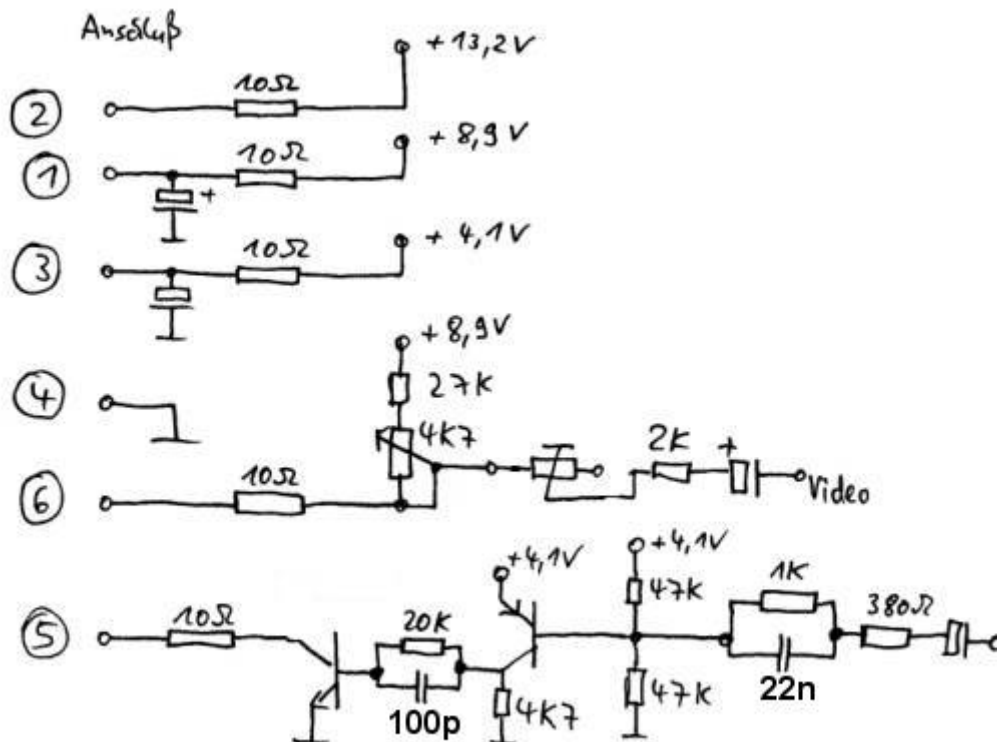 Anschluß
+ 13,2V
10Ω
2
+ 8,9V
10Ω
1
+
+ 4,1V
10Ω
3
+ 8,9V
27K
4
4K7
2K
+
10Ω
6
Video
+4,1V
+4,1V
1K
47K
380Ω
5
10Ω
20K
22n
47K
4K7
100p